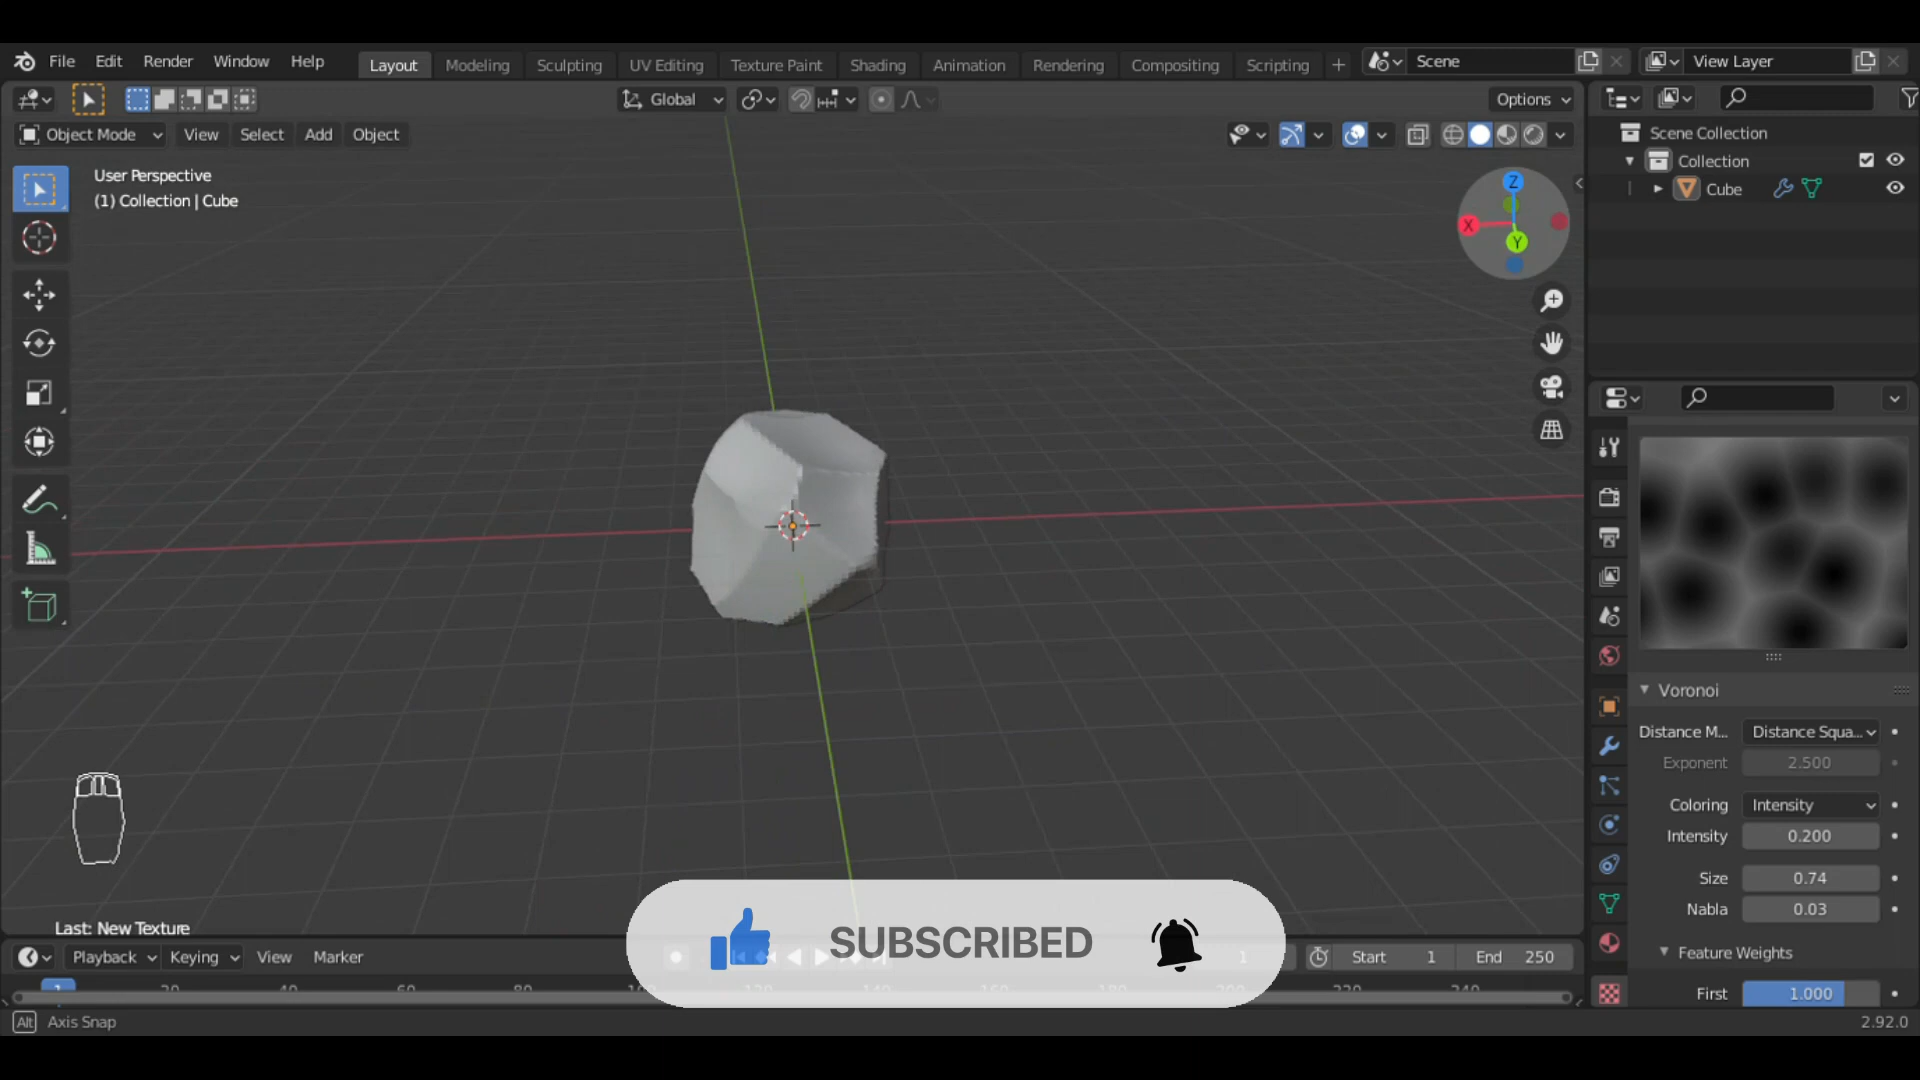 File Edit Render Window Help Layout Modeling Sculpting UV Editing Texture Paint Shading Animation Rendering Compositing Scripting + Scene View Layer
Global Options
Object Mode View Select Add Object
User Perspective
(1) Collection | Cube
Z
X
Y
Scene Collection
Collection
Cube
Voronoi
Distance M... Distance Squa...
Exponent 2.500
Coloring Intensity
Intensity 0.200
Size 0.74
Nabla 0.03
Feature Weights
First 1.000
Last: New Texture
SUBSCRIBED
Playback Keying View Marker 1 Start 1 End 250
1
Alt Axis Snap
2.92.0